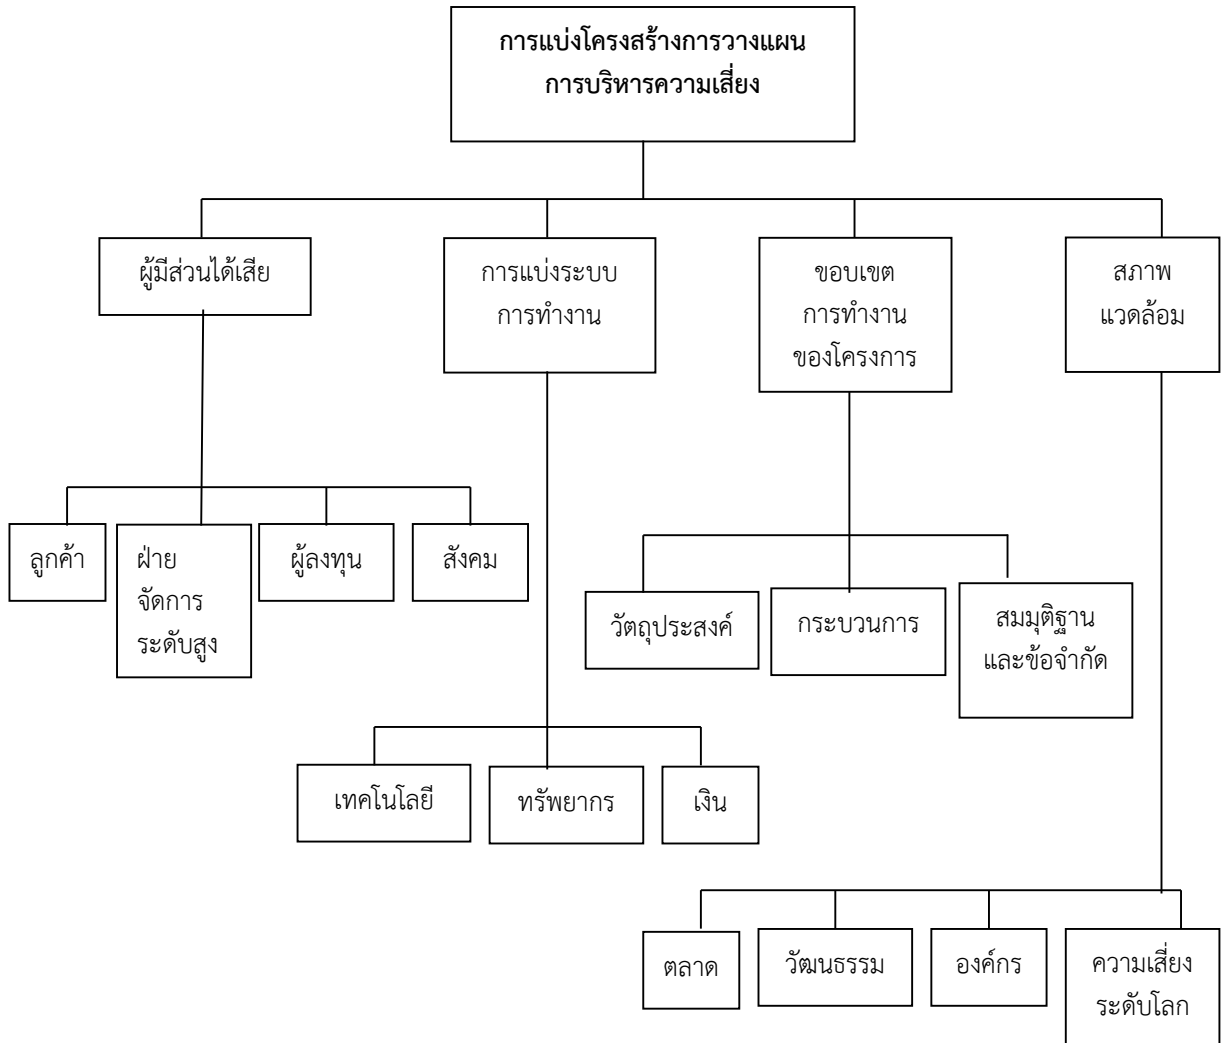 การแบ่งโครงสร้างการวางแผน
การบริหารความเสี่ยง
ผู้มีส่วนได้เสีย
การแบ่งระบบ
การทำงาน
ขอบเขต
การทำงาน
ของโครงการ
สภาพ
แวดล้อม
ลูกค้า
ฝ่าย
จัดการ
ระดับสูง
ผู้ลงทุน
สังคม
วัตถุประสงค์
กระบวนการ
สมมุติฐาน
และข้อจำกัด
เทคโนโลยี
ทรัพยากร
เงิน
ตลาด
วัฒนธรรม
องค์กร
ความเสี่ยง
ระดับโลก